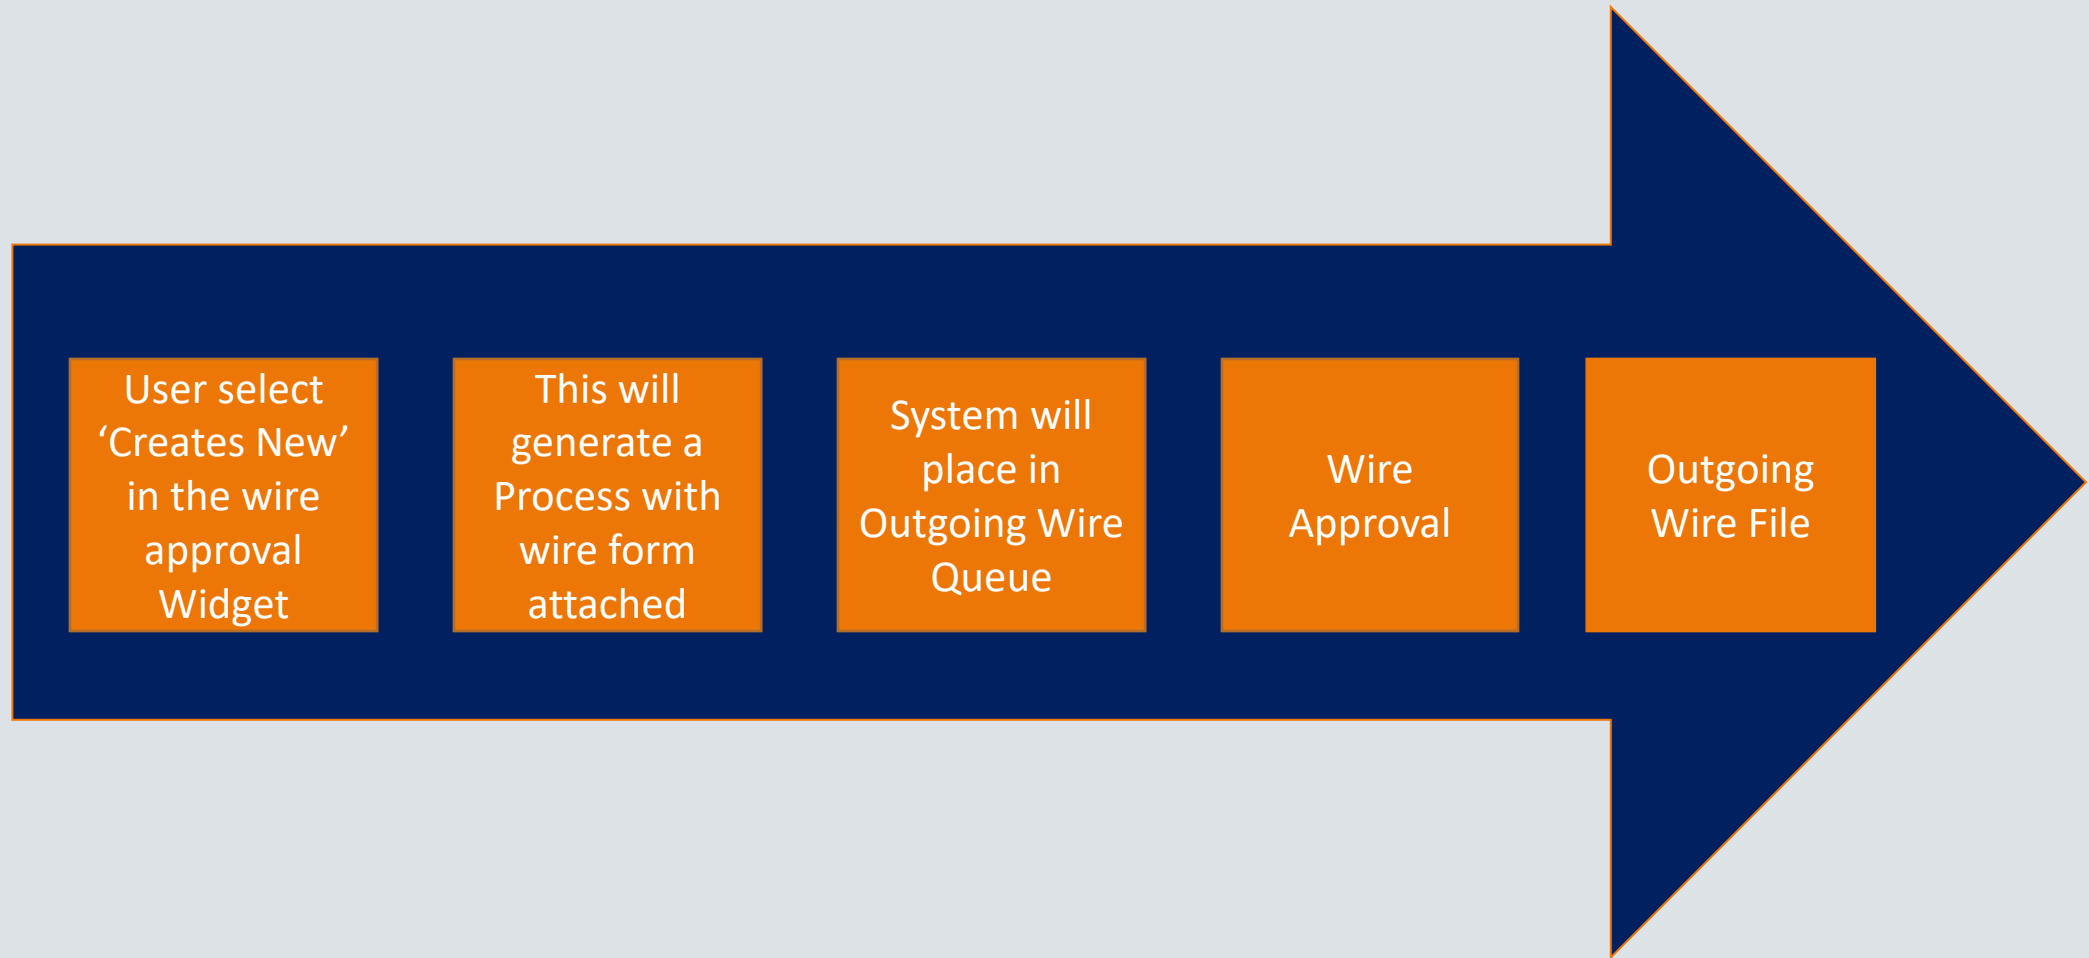 User select
‘Creates New’
in the wire
approval
Widget
This will
generate a
Process with
wire form
attached
System will
place in
Outgoing Wire
Queue
Wire
Approval
Outgoing
Wire File